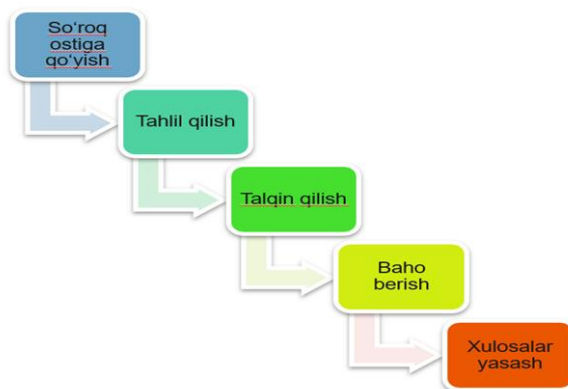 So‘roq
ostiga
qo‘yish
Tahlil qilish
Talqin qilish
Baho
berish
Xulosalar
yasash